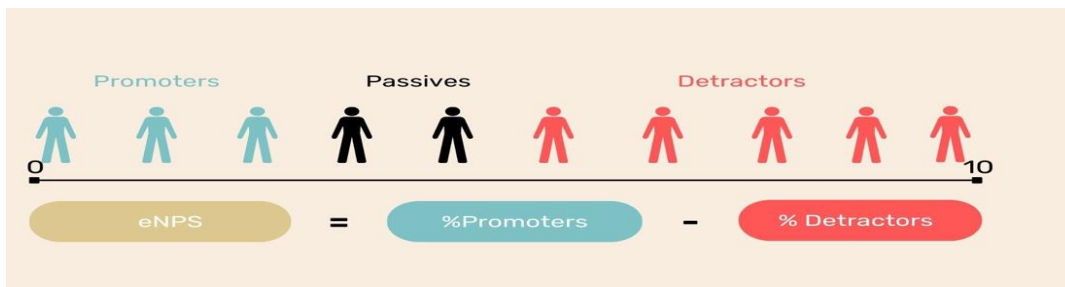 Promoters Passives Detractors
0 10
eNPS = %Promoters - % Detractors